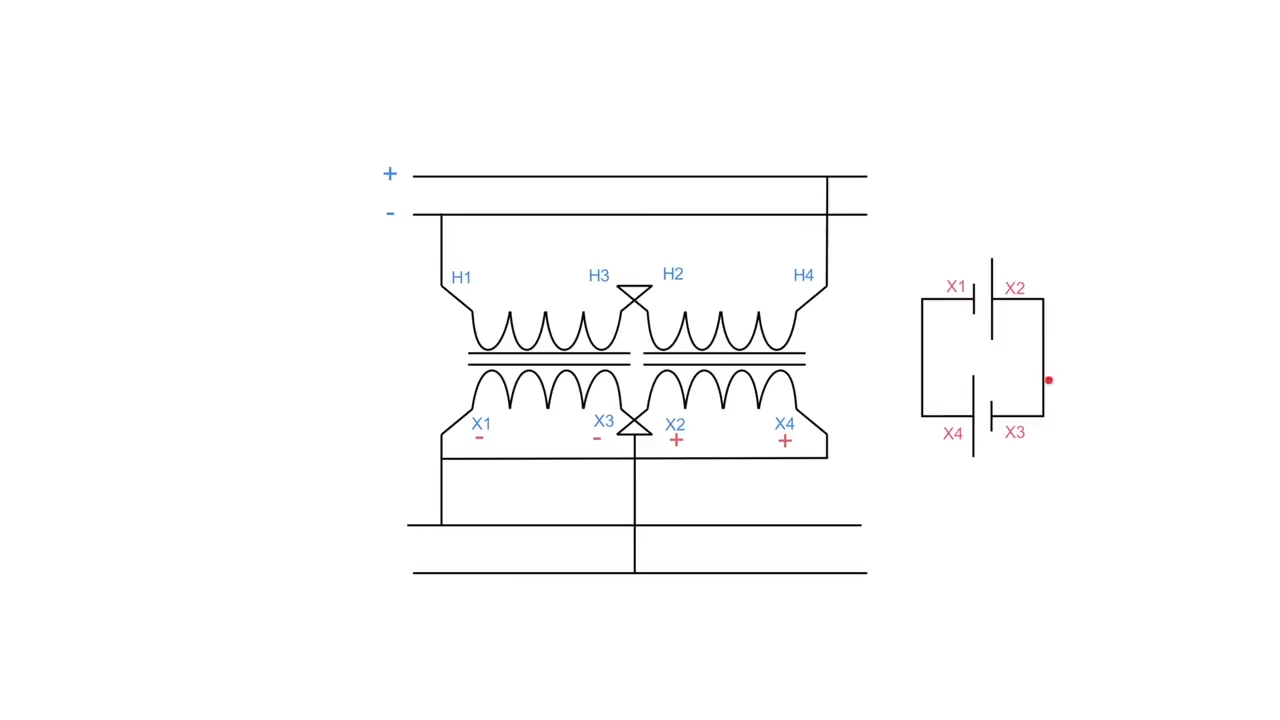 +
-
H1 H3 H2 H4
X1 X3 X2 X4
- - + +
X1 X2
X4 X3